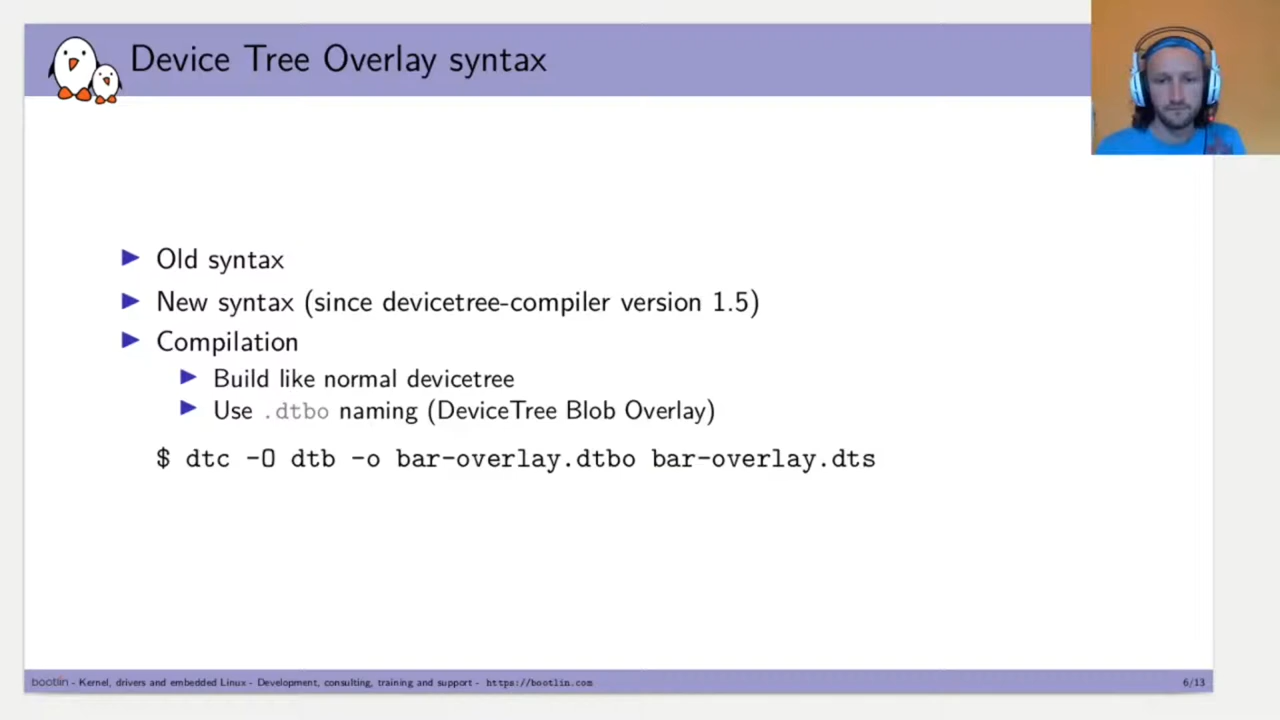 Device Tree Overlay syntax
Old syntax
New syntax (since devicetree-compiler version 1.5)
Compilation
Build like normal devicetree
Use .dtbo naming (DeviceTree Blob Overlay)
$ dtc -O dtb -o bar-overlay.dtbo bar-overlay.dts
bootlin - Kernel, drivers and embedded Linux - Development, consulting, training and support - https://bootlin.com
6/13